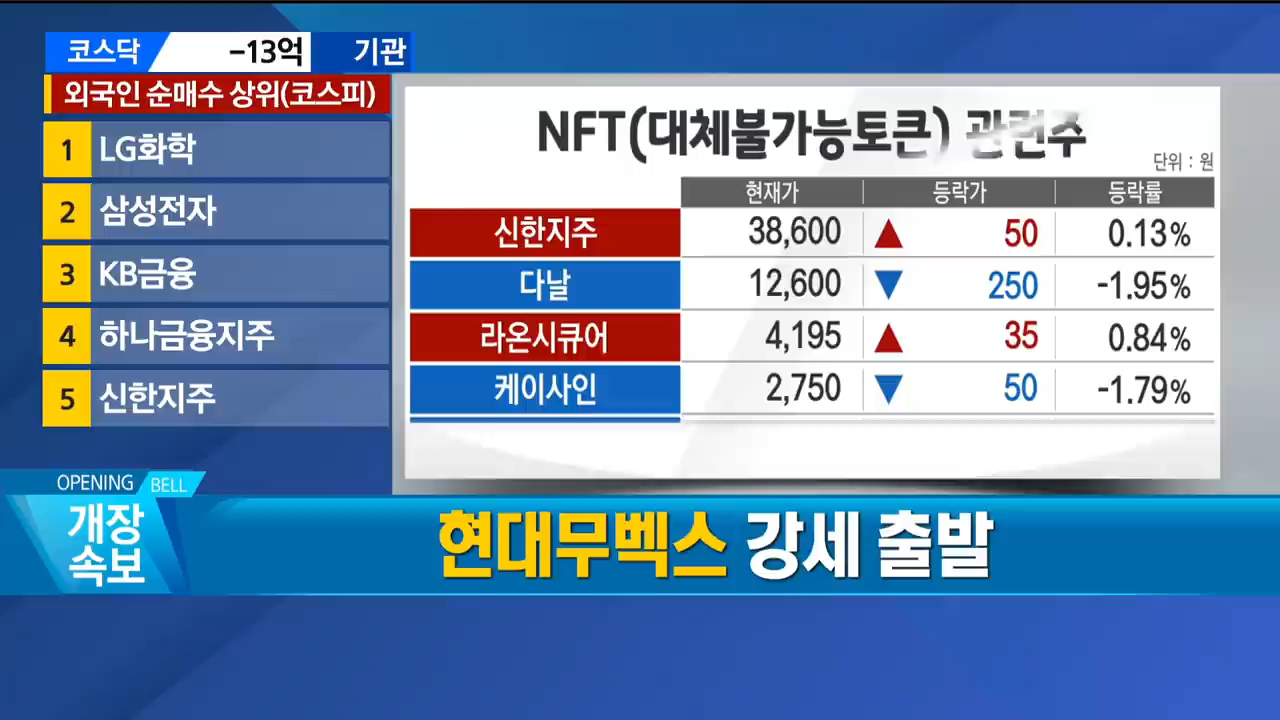 코스닥 -13억 기관
외국인 순매수 상위(코스피)
1 LG화학
2 삼성전자
3 KB금융
4 하나금융지주
5 신한지주
NFT(대체불가능토큰) 관련주
단위 : 원
현재가 등락가 등락률
신한지주 38,600 ▲ 50 0.13%
다날 12,600 ▼ 250 -1.95%
라온시큐어 4,195 ▲ 35 0.84%
케이사인 2,750 ▼ 50 -1.79%
OPENING BELL
개장
속보
현대무벡스 강세 출발